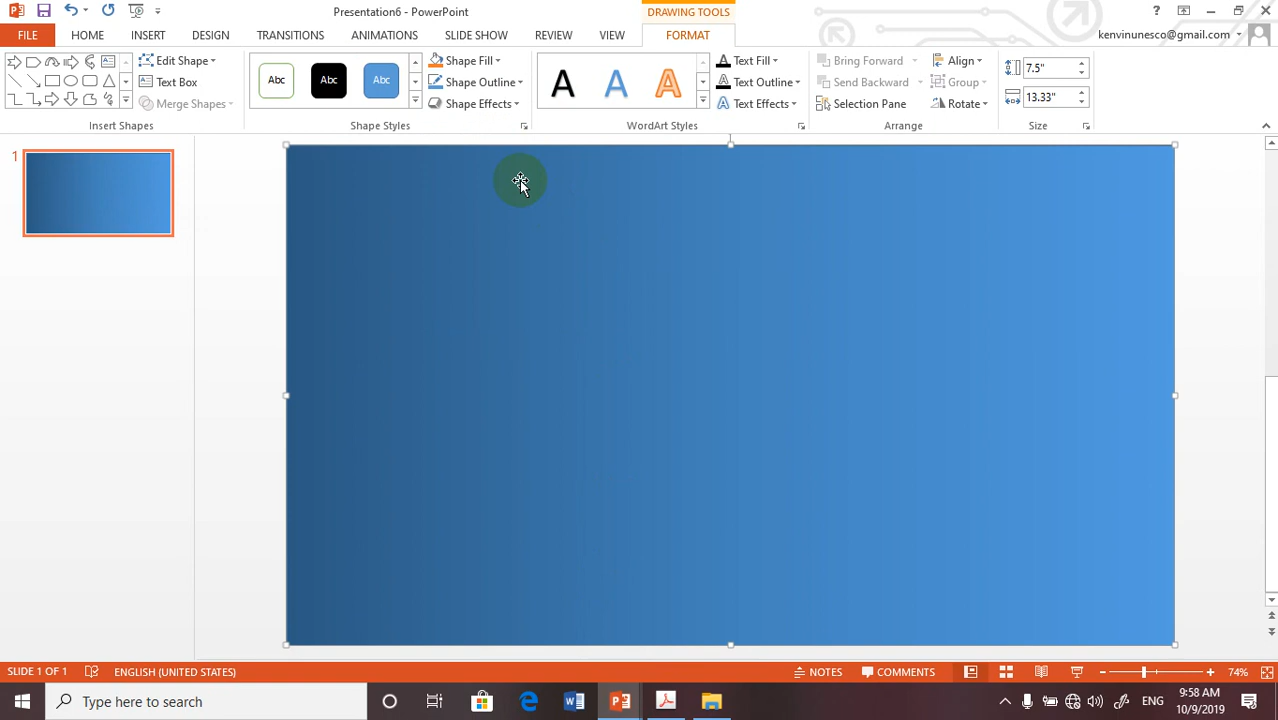 Presentation6 - PowerPoint
DRAWING TOOLS
?
FILE
HOME
INSERT
DESIGN
TRANSITIONS
ANIMATIONS
SLIDE SHOW
REVIEW
VIEW
FORMAT
kenvinunesco@gmail.com
Edit Shape
Text Box
Merge Shapes
Insert Shapes
Abc
Abc
Abc
Shape Fill
Shape Outline
Shape Effects
Shape Styles
A
A
A
Text Fill
Text Outline
Text Effects
WordArt Styles
Bring Forward
Send Backward
Selection Pane
Align
Group
Rotate
Arrange
7.5"
13.33"
Size
1
SLIDE 1 OF 1
ENGLISH (UNITED STATES)
NOTES
COMMENTS
74%
Type here to search
ENG
9:58 AM
10/9/2019